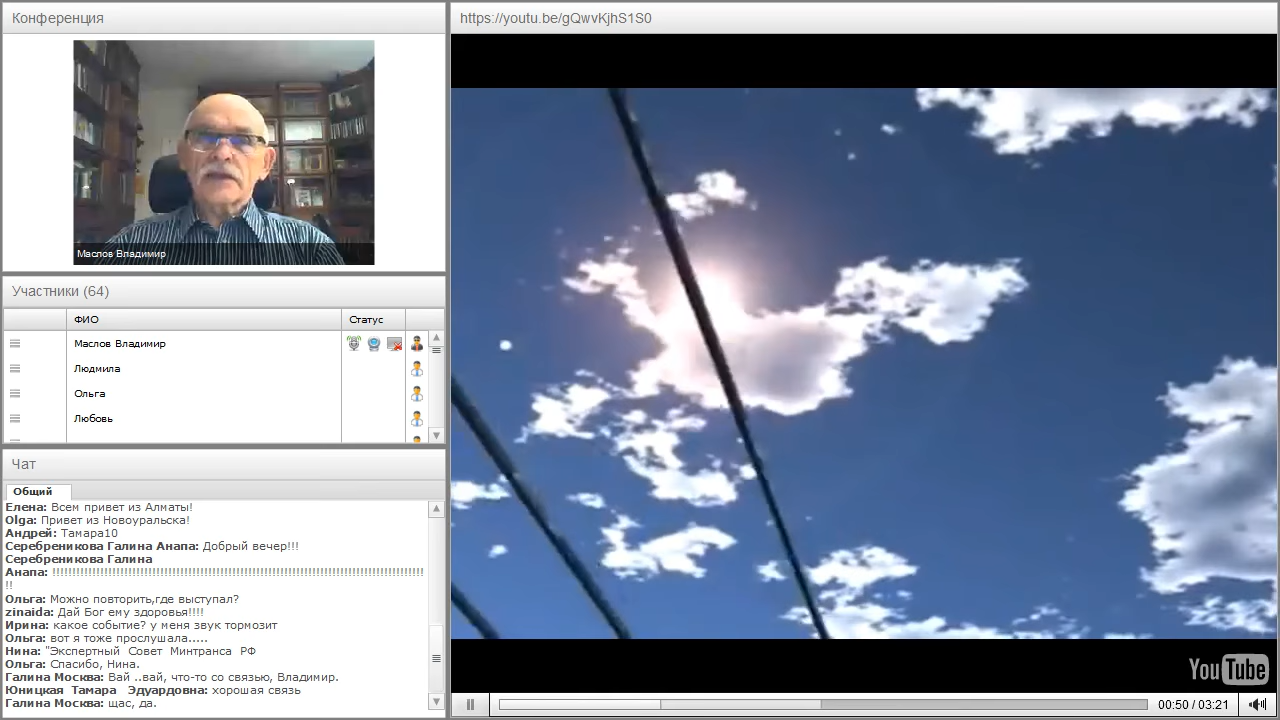 Конференция
Маслов Владимир
Участники (64)
ФИО
Статус
Маслов Владимир
Людмила
Ольга
Любовь
Чат
Общий
Елена: Всем привет из Алматы!
Olga: Привет из Новоуральска!
Андрей: Тамара10
Серебреникова Галина Анапа: Добрый вечер!!!
Серебреникова Галина
Анапа: !!!!!!!!!!!!!!!!!!!!!!!!!!!!!!!!!!!!!!!!!!!!!!!!!!!!!!!!!!!!!!!!!!!!!!!!!!!!!!!!!!!!!!!!!!!!!
!!
Ольга: Можно повторить,где выступал?
zinaida: Дай Бог ему здоровья!!!!
Ирина: какое событие? у меня звук тормозит
Ольга: вот я тоже прослушала.....
Нина: "Экспертный Совет Минтранса РФ
Ольга: Спасибо, Нина.
Галина Москва: Вай ..вай, что-то со связью, Владимир.
Юницкая Тамара Эдуардовна: хорошая связь
Галина Москва: щас, да.
https://youtu.be/gQwvKjhS1S0
YouTube
00:50 / 03:21